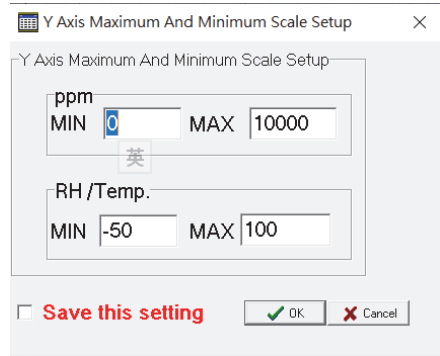 Y Axis Maximum And Minimum Scale Setup
Y Axis Maximum And Minimum Scale Setup
ppm
MIN 0 MAX 10000
英
RH /Temp.
MIN -50 MAX 100
Save this setting OK Cancel